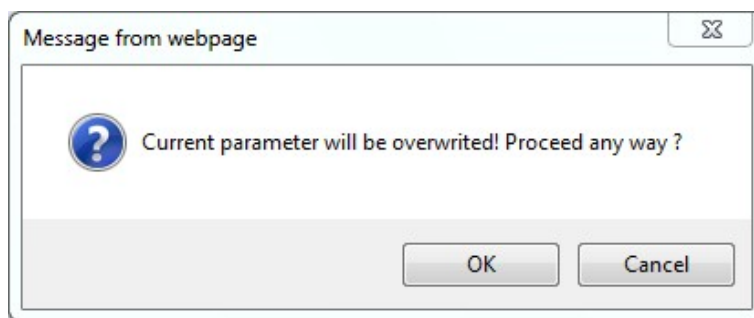 Message from webpage
Current parameter will be overwrited! Proceed any way ?
OK
Cancel